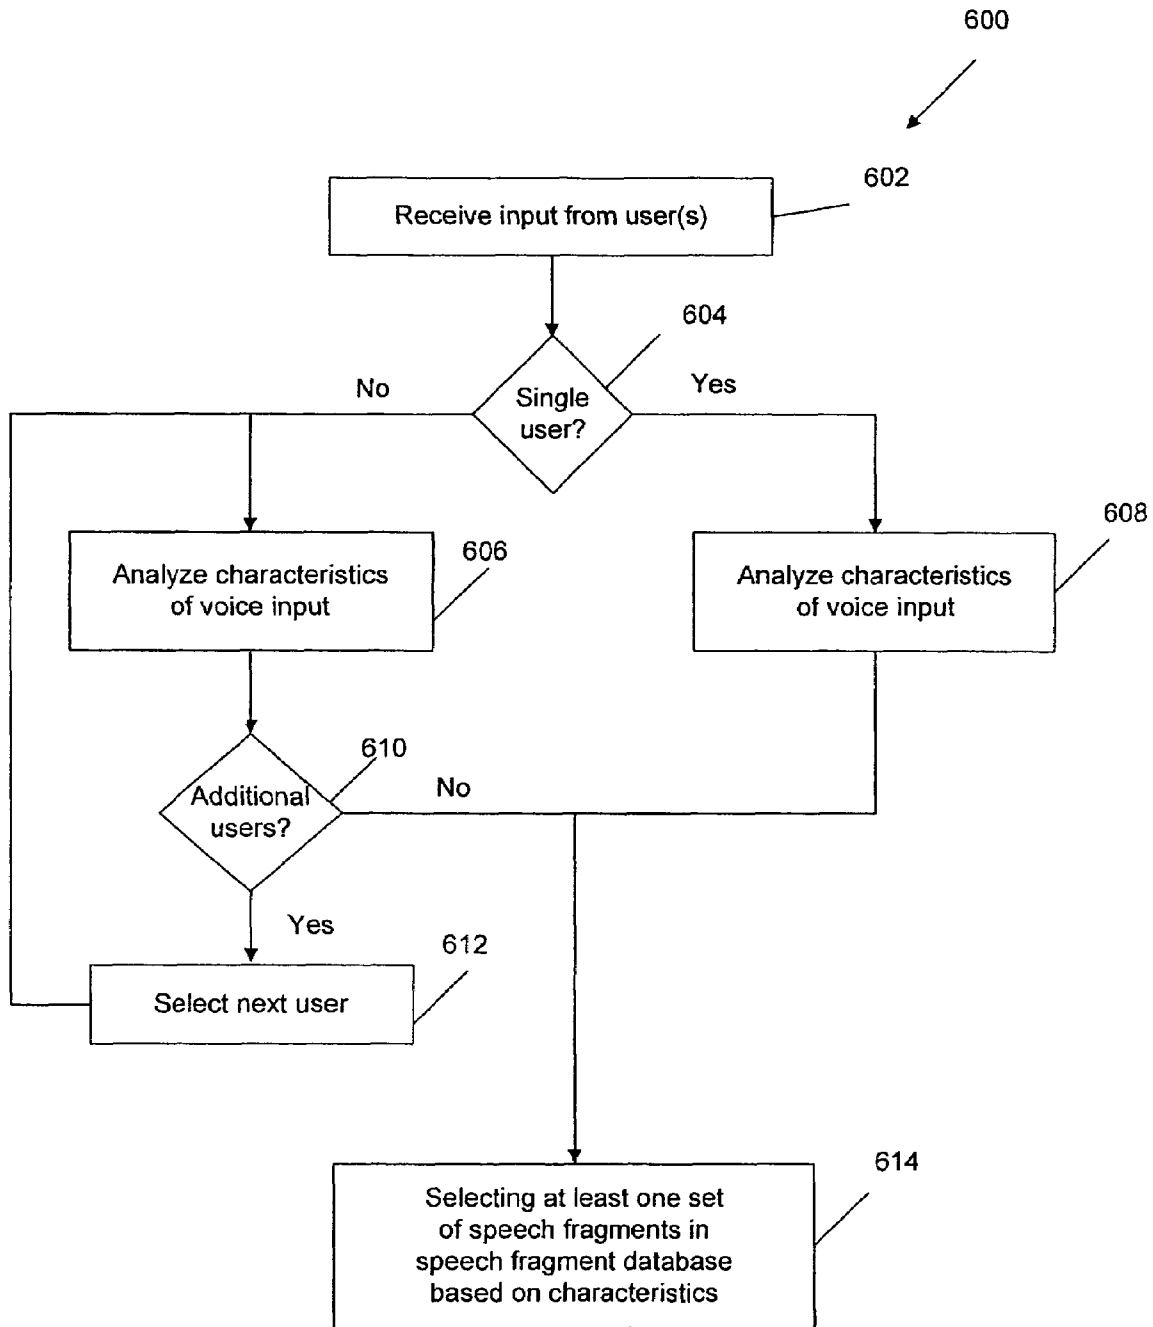 600
602
Receive input from user(s)
604
No
Yes
Single
user?
608
606
Analyze characteristics
of voice input
Analyze characteristics
of voice input
610
No
Additional
users?
Yes
612
Select next user
614
Selecting at least one set
of speech fragments in
speech fragment database
based on characteristics